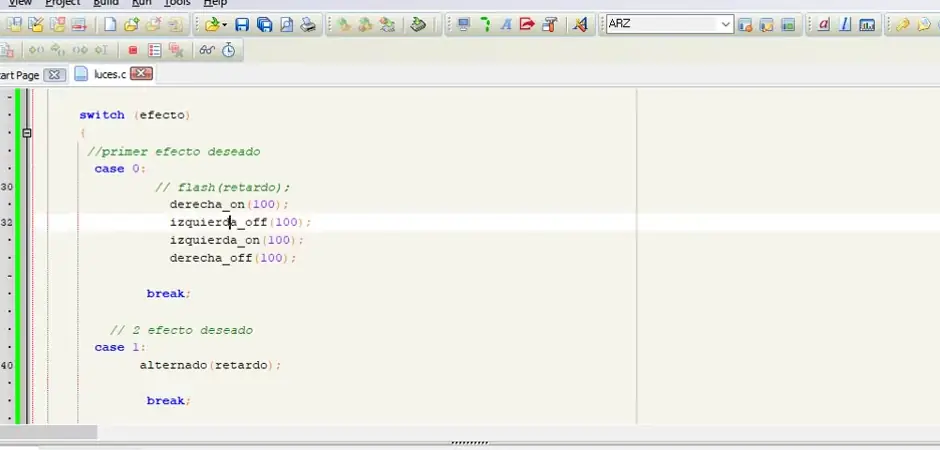 View Project Build Run Tools Help
ARZ
art Page luces.c
switch (efecto)
{
//primer efecto deseado
case 0:
30 // flash(retardo);
derecha_on(100);
32 izquierda_off(100);
izquierda_on(100);
derecha_off(100);
break;
// 2 efecto deseado
case 1:
40 alternado(retardo);
break;